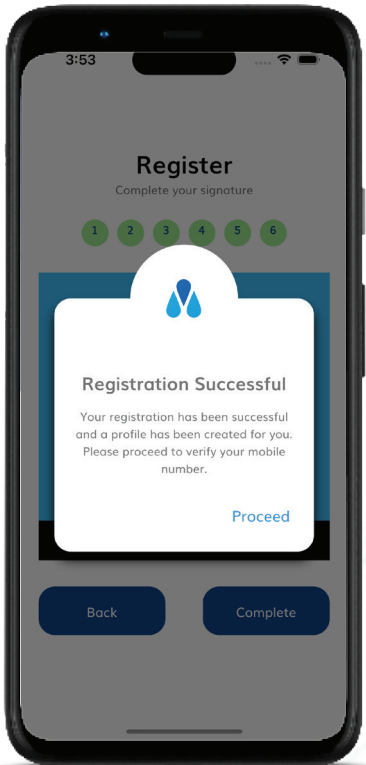 3:53
Register
Complete your signature
1 2 3 4 5 6
Registration Successful
Your registration has been successful
and a profile has been created for you.
Please proceed to verify your mobile
number.
Proceed
Back Complete